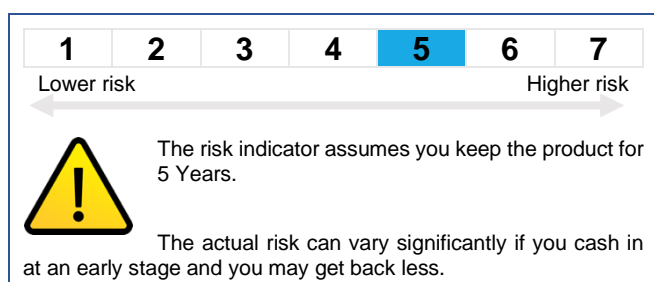 1 2 3 4 5 6 7
Lower risk Higher risk
The risk indicator assumes you keep the product for
5 Years.
The actual risk can vary significantly if you cash in
at an early stage and you may get back less.